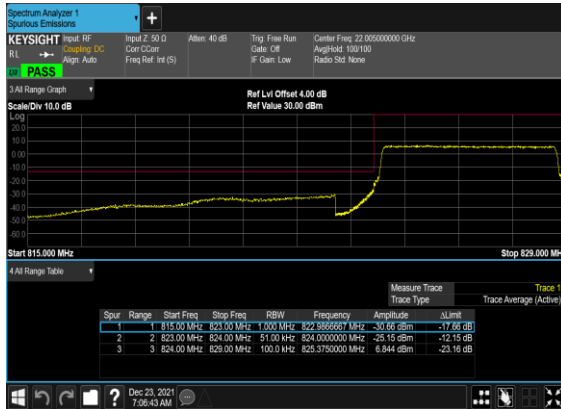 Spectrum Analyzer 1
Spurious Emissions
+
KEYSIGHT Input: RF Input Z: 50 Ω Atten: 40 dB Trig: Free Run Center Freq: 22.005000000 GHz
RL Coupling: DC Corr CCorr Gate: Off Avg|Hold: 100/100
Align: Auto Freq Ref: Int (S) IF Gain: Low Radio Std: None
PASS
3 All Range Graph Ref Lvl Offset 4.00 dB
Scale/Div 10.0 dB Ref Value 30.00 dBm
Log
20.0
10.0
0.00
-10.0
-20.0
-30.0
-40.0
-50.0
-60.0
Start 815.000 MHz Stop 829.000 MH
4 All Range Table
Measure Trace Trace 1
Trace Type Trace Average (Active)
Spur Range Start Freq Stop Freq RBW Frequency Amplitude ΔLimit
1 1 815.00 MHz 823.00 MHz 1.000 MHz 822.9866667 MHz -30.66 dBm -17.66 dB
2 2 823.00 MHz 824.00 MHz 51.00 kHz 824.0000000 MHz -25.15 dBm -12.15 dB
3 3 824.00 MHz 829.00 MHz 100.0 kHz 825.3750000 MHz 6.844 dBm -23.16 dB
? Dec 23, 2021
7:06:43 AM